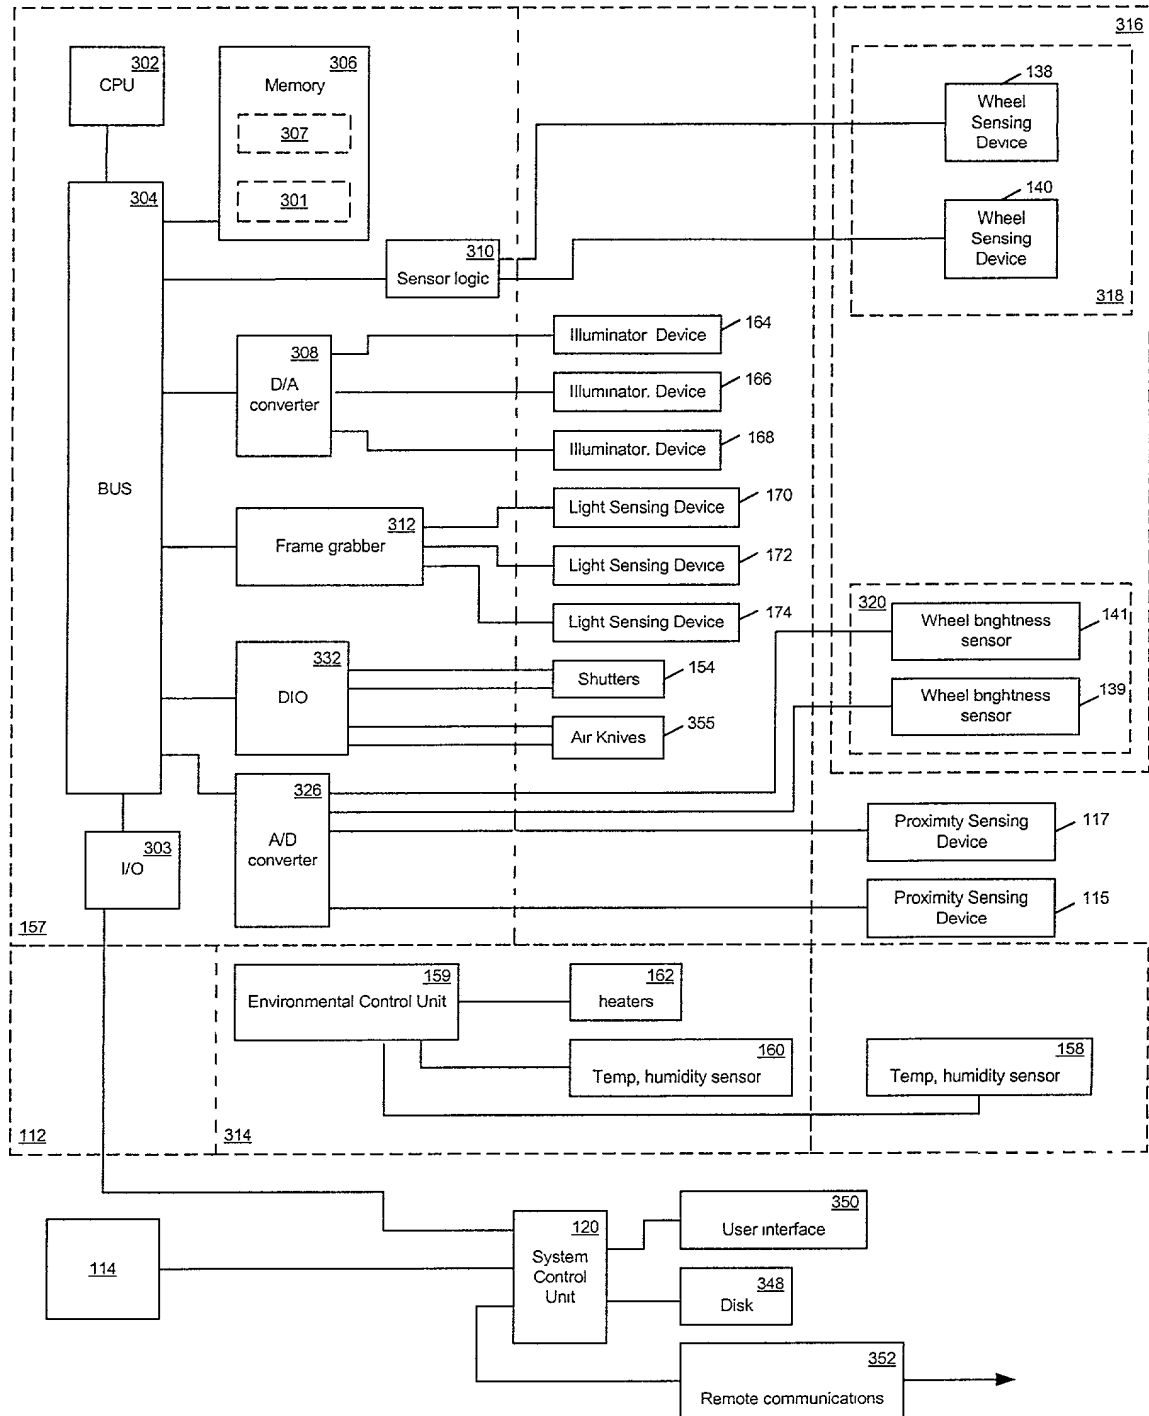 316
302
CPU
306
Memory
307
301
138
Wheel
Sensing
Device
304
BUS
140
Wheel
Sensing
Device
318
310
Sensor logic
308
D/A
converter
Illuminator Device
164
Illuminator. Device
166
Illuminator. Device
168
312
Frame grabber
Light Sensing Device
170
Light Sensing Device
172
Light Sensing Device
174
320
Wheel brightness
sensor
141
Wheel brightness
sensor
139
332
DIO
Shutters
154
Air Knives
355
326
A/D
converter
Proximity Sensing
Device
117
Proximity Sensing
Device
115
303
I/O
157
159
Environmental Control Unit
162
heaters
160
Temp, humidity sensor
158
Temp, humidity sensor
112
314
114
120
System
Control
Unit
350
User interface
348
Disk
352
Remote communications